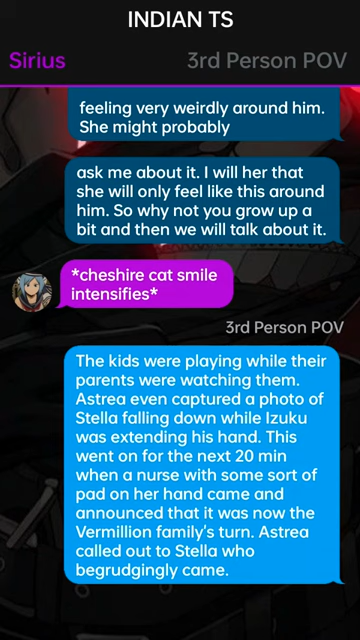 INDIAN TS
Sirius
3rd Person POV
feeling very weirdly around him.
She might probably
ask me about it. I will her that
she will only feel like this around
him. So why not you grow up a
bit and then we will talk about it.
*cheshire cat smile
intensifies*
3rd Person POV
The kids were playing while their
parents were watching them.
Astrea even captured a photo of
Stella falling down while Izuku
was extending his hand. This
went on for the next 20 min
when a nurse with some sort of
pad on her hand came and
announced that it was now the
Vermillion family's turn. Astrea
called out to Stella who
begrudgingly came.